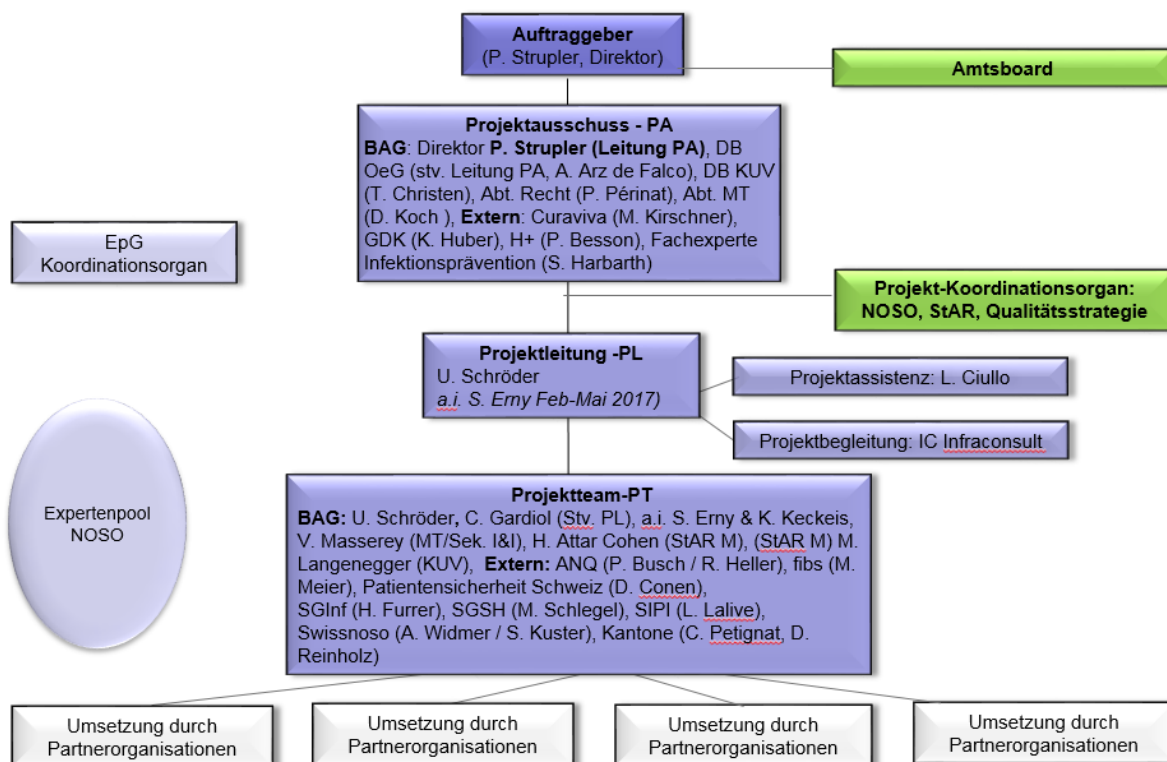 Auftraggeber
(P. Strupler, Direktor)
Amtsboard
Projektausschuss - PA
BAG: Direktor P. Strupler (Leitung PA), DB
OeG (stv. Leitung PA, A. Arz de Falco), DB KUV
(T. Christen), Abt. Recht (P. Périnat), Abt. MT
(D. Koch ), Extern: Curaviva (M. Kirschner),
GDK (K. Huber), H+ (P. Besson), Fachexperte
Infektionsprävention (S. Harbarth)
EpG
Koordinationsorgan
Projekt-Koordinationsorgan:
NOSO, StAR, Qualitätsstrategie
Projektleitung -PL
U. Schröder
a.i. S. Erny Feb-Mai 2017)
Projektassistenz: L. Ciullo
Projektbegleitung: IC Infraconsult
Expertenpool
NOSO
Projektteam-PT
BAG: U. Schröder, C. Gardiol (Stv. PL), a.i. S. Erny & K. Keckeis,
V. Masserey (MT/Sek. I&I), H. Attar Cohen (StAR M), (StAR M) M.
Langenegger (KUV), Extern: ANQ (P. Busch / R. Heller), fibs (M.
Meier), Patientensicherheit Schweiz (D. Conen),
SGInf (H. Furrer), SGSH (M. Schlegel), SIPI (L. Lalive),
Swissnoso (A. Widmer / S. Kuster), Kantone (C. Petignat, D.
Reinholz)
Umsetzung durch
Partnerorganisationen
Umsetzung durch
Partnerorganisationen
Umsetzung durch
Partnerorganisationen
Umsetzung durch
Partnerorganisationen